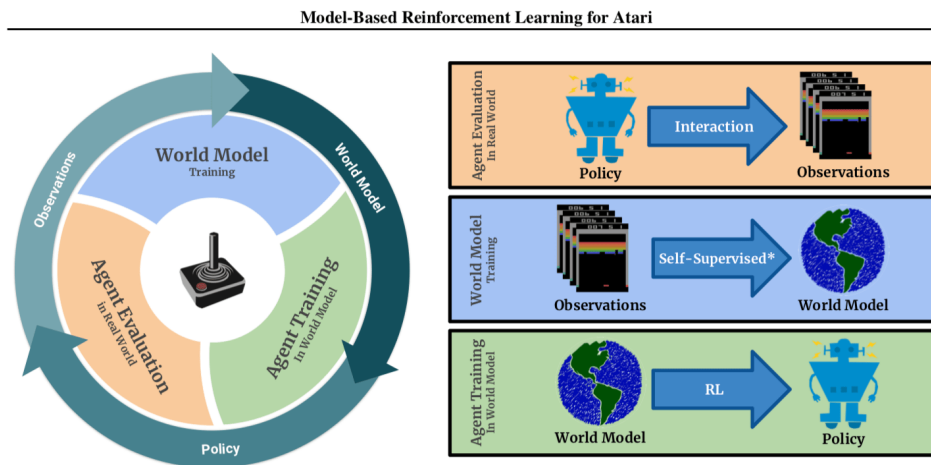 Model-Based Reinforcement Learning for Atari
World Model
Training
Observations
World Model
Agent Evaluation
in Real World
Agent Training
In World Model
Policy
Agent Evaluation
In Real World
Policy
Interaction
Observations
World Model
Training
Observations
Self-Supervised*
World Model
Agent Training
In World Model
World Model
RL
Policy